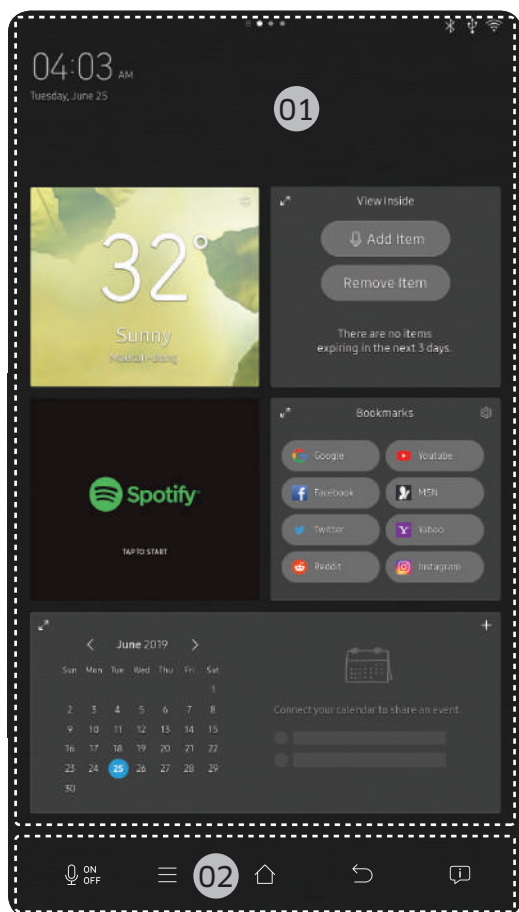 04:03 AM
Tuesday, June 25
01
32°
Sunny
Maetan-dong
View Inside
Add Item
Remove Item
There are no items
expiring in the next 3 days.
Spotify
TAP TO START
Bookmarks
Google
Youtube
Facebook
MSN
Twitter
Yahoo
Reddit
Instagram
June 2019
Sun Mon Tue Wed Thu Fri Sat
1
2 3 4 5 6 7 8
9 10 11 12 13 14 15
16 17 18 19 20 21 22
23 24 25 26 27 28 29
30
Connect your calendar to share an event.
ON
OFF
02